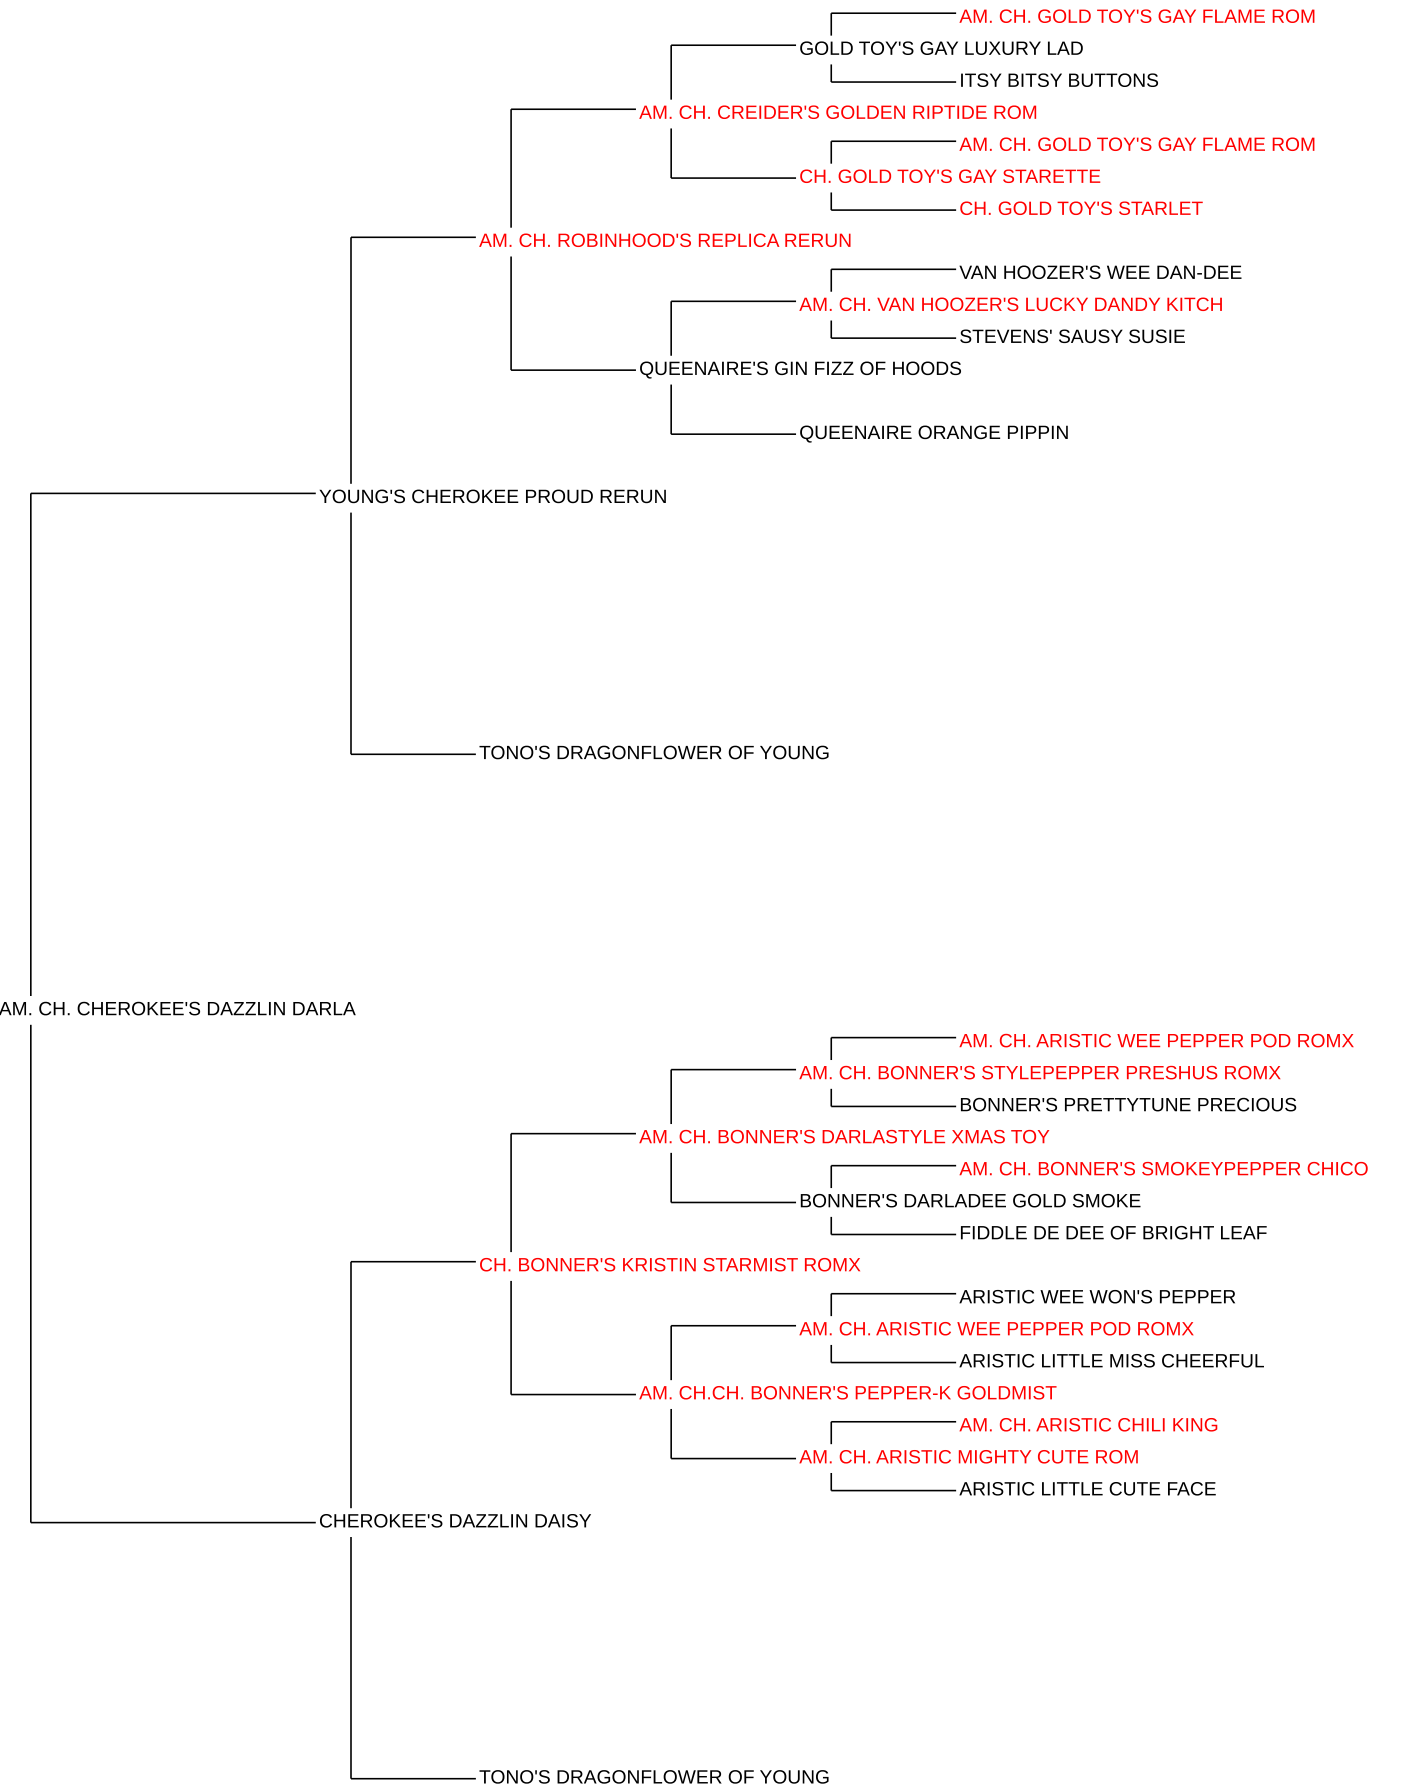 AM. CH. GOLD TOY'S GAY FLAME ROM
GOLD TOY'S GAY LUXURY LAD
ITSY BITSY BUTTONS
AM. CH. CREIDER'S GOLDEN RIPTIDE ROM
AM. CH. GOLD TOY'S GAY FLAME ROM
CH. GOLD TOY'S GAY STARETTE
CH. GOLD TOY'S STARLET
AM. CH. ROBINHOOD'S REPLICA RERUN
VAN HOOZER'S WEE DAN-DEE
AM. CH. VAN HOOZER'S LUCKY DANDY KITCH
STEVENS' SAUSY SUSIE
QUEENAIRE'S GIN FIZZ OF HOODS
QUEENAIRE ORANGE PIPPIN
YOUNG'S CHEROKEE PROUD RERUN
TONO'S DRAGONFLOWER OF YOUNG
AM. CH. CHEROKEE'S DAZZLIN DARLA
AM. CH. ARISTIC WEE PEPPER POD ROMX
AM. CH. BONNER'S STYLEPEPPER PRESHUS ROMX
BONNER'S PRETTYTUNE PRECIOUS
AM. CH. BONNER'S DARLASTYLE XMAS TOY
AM. CH. BONNER'S SMOKEYPEPPER CHICO
BONNER'S DARLADEE GOLD SMOKE
FIDDLE DE DEE OF BRIGHT LEAF
CH. BONNER'S KRISTIN STARMIST ROMX
ARISTIC WEE WON'S PEPPER
AM. CH. ARISTIC WEE PEPPER POD ROMX
ARISTIC LITTLE MISS CHEERFUL
AM. CH.CH. BONNER'S PEPPER-K GOLDMIST
AM. CH. ARISTIC CHILI KING
AM. CH. ARISTIC MIGHTY CUTE ROM
ARISTIC LITTLE CUTE FACE
CHEROKEE'S DAZZLIN DAISY
TONO'S DRAGONFLOWER OF YOUNG